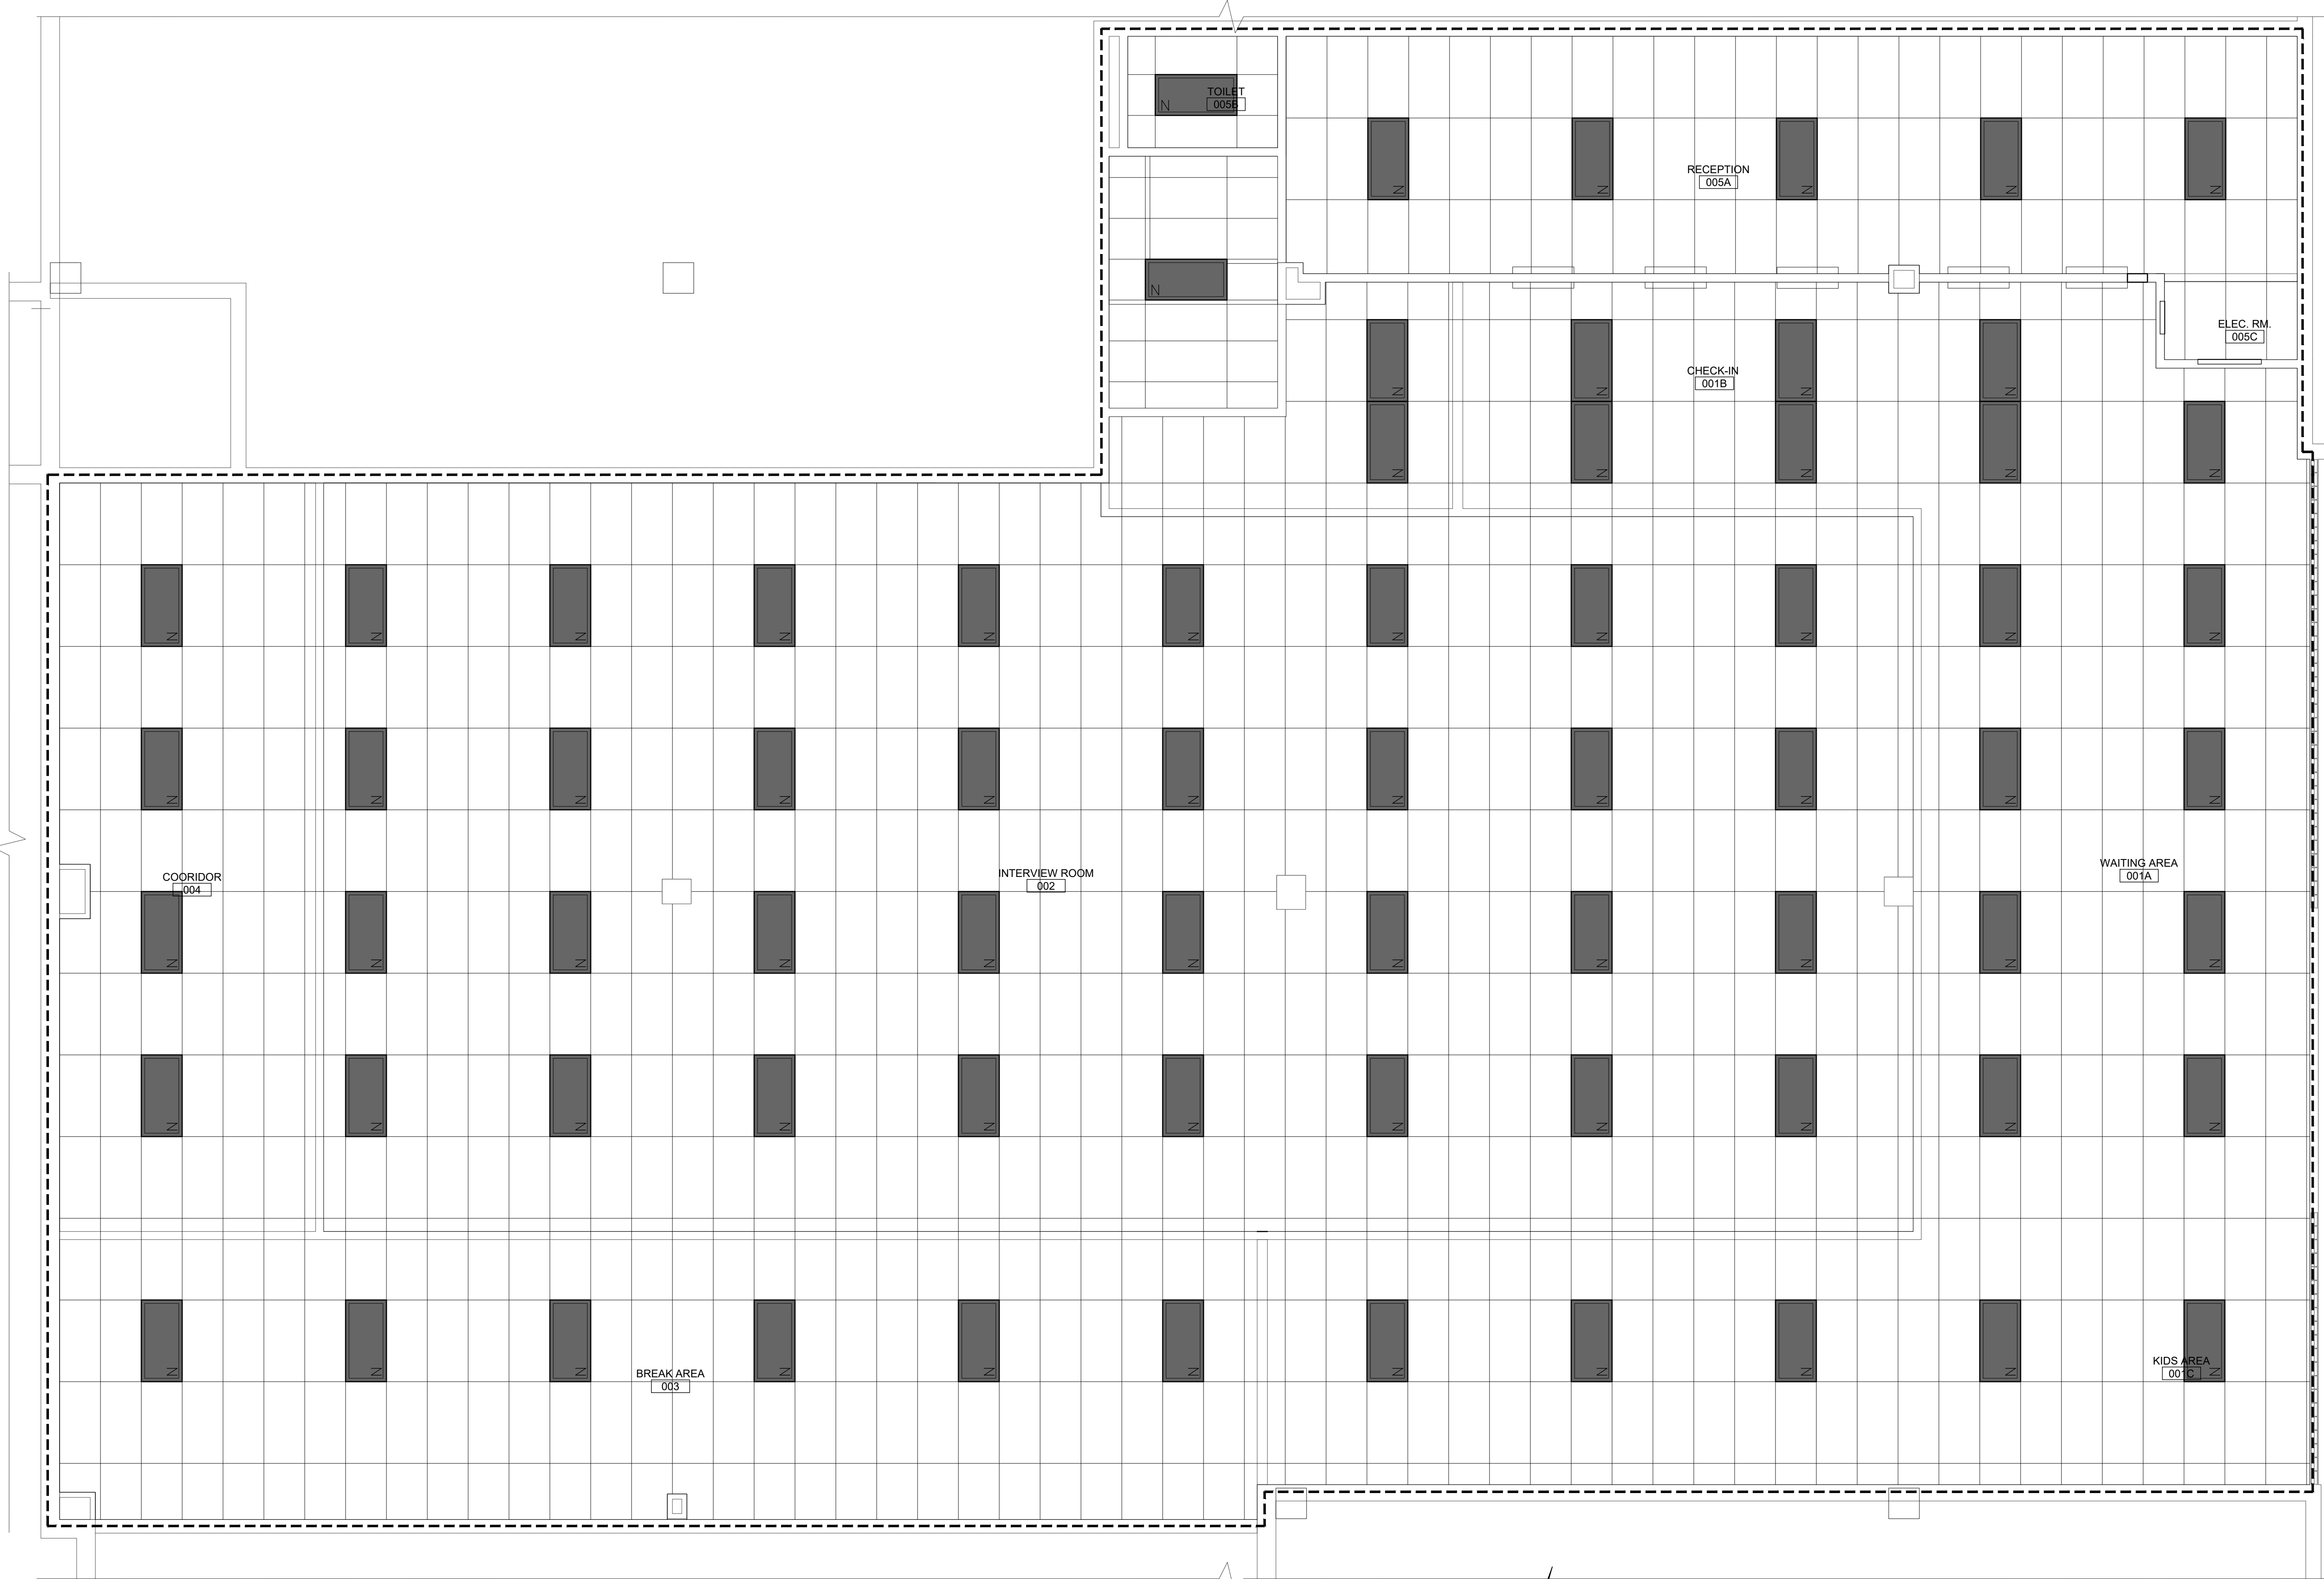 TOILET
005B
N
RECEPTION
005A
N N N N N
N
ELEC. RM.
005C
CHECK-IN
001B
N N N N
N N N N N
N N N N N N N N N N N
N N N N N N N N N N N
WAITING AREA
001A
INTERVIEW ROOM
002
COORIDOR
004
N N N N N N N N N N N
N N N N N N N N N N N
KIDS AREA
001C
N N N N N N N N N N N
BREAK AREA
003